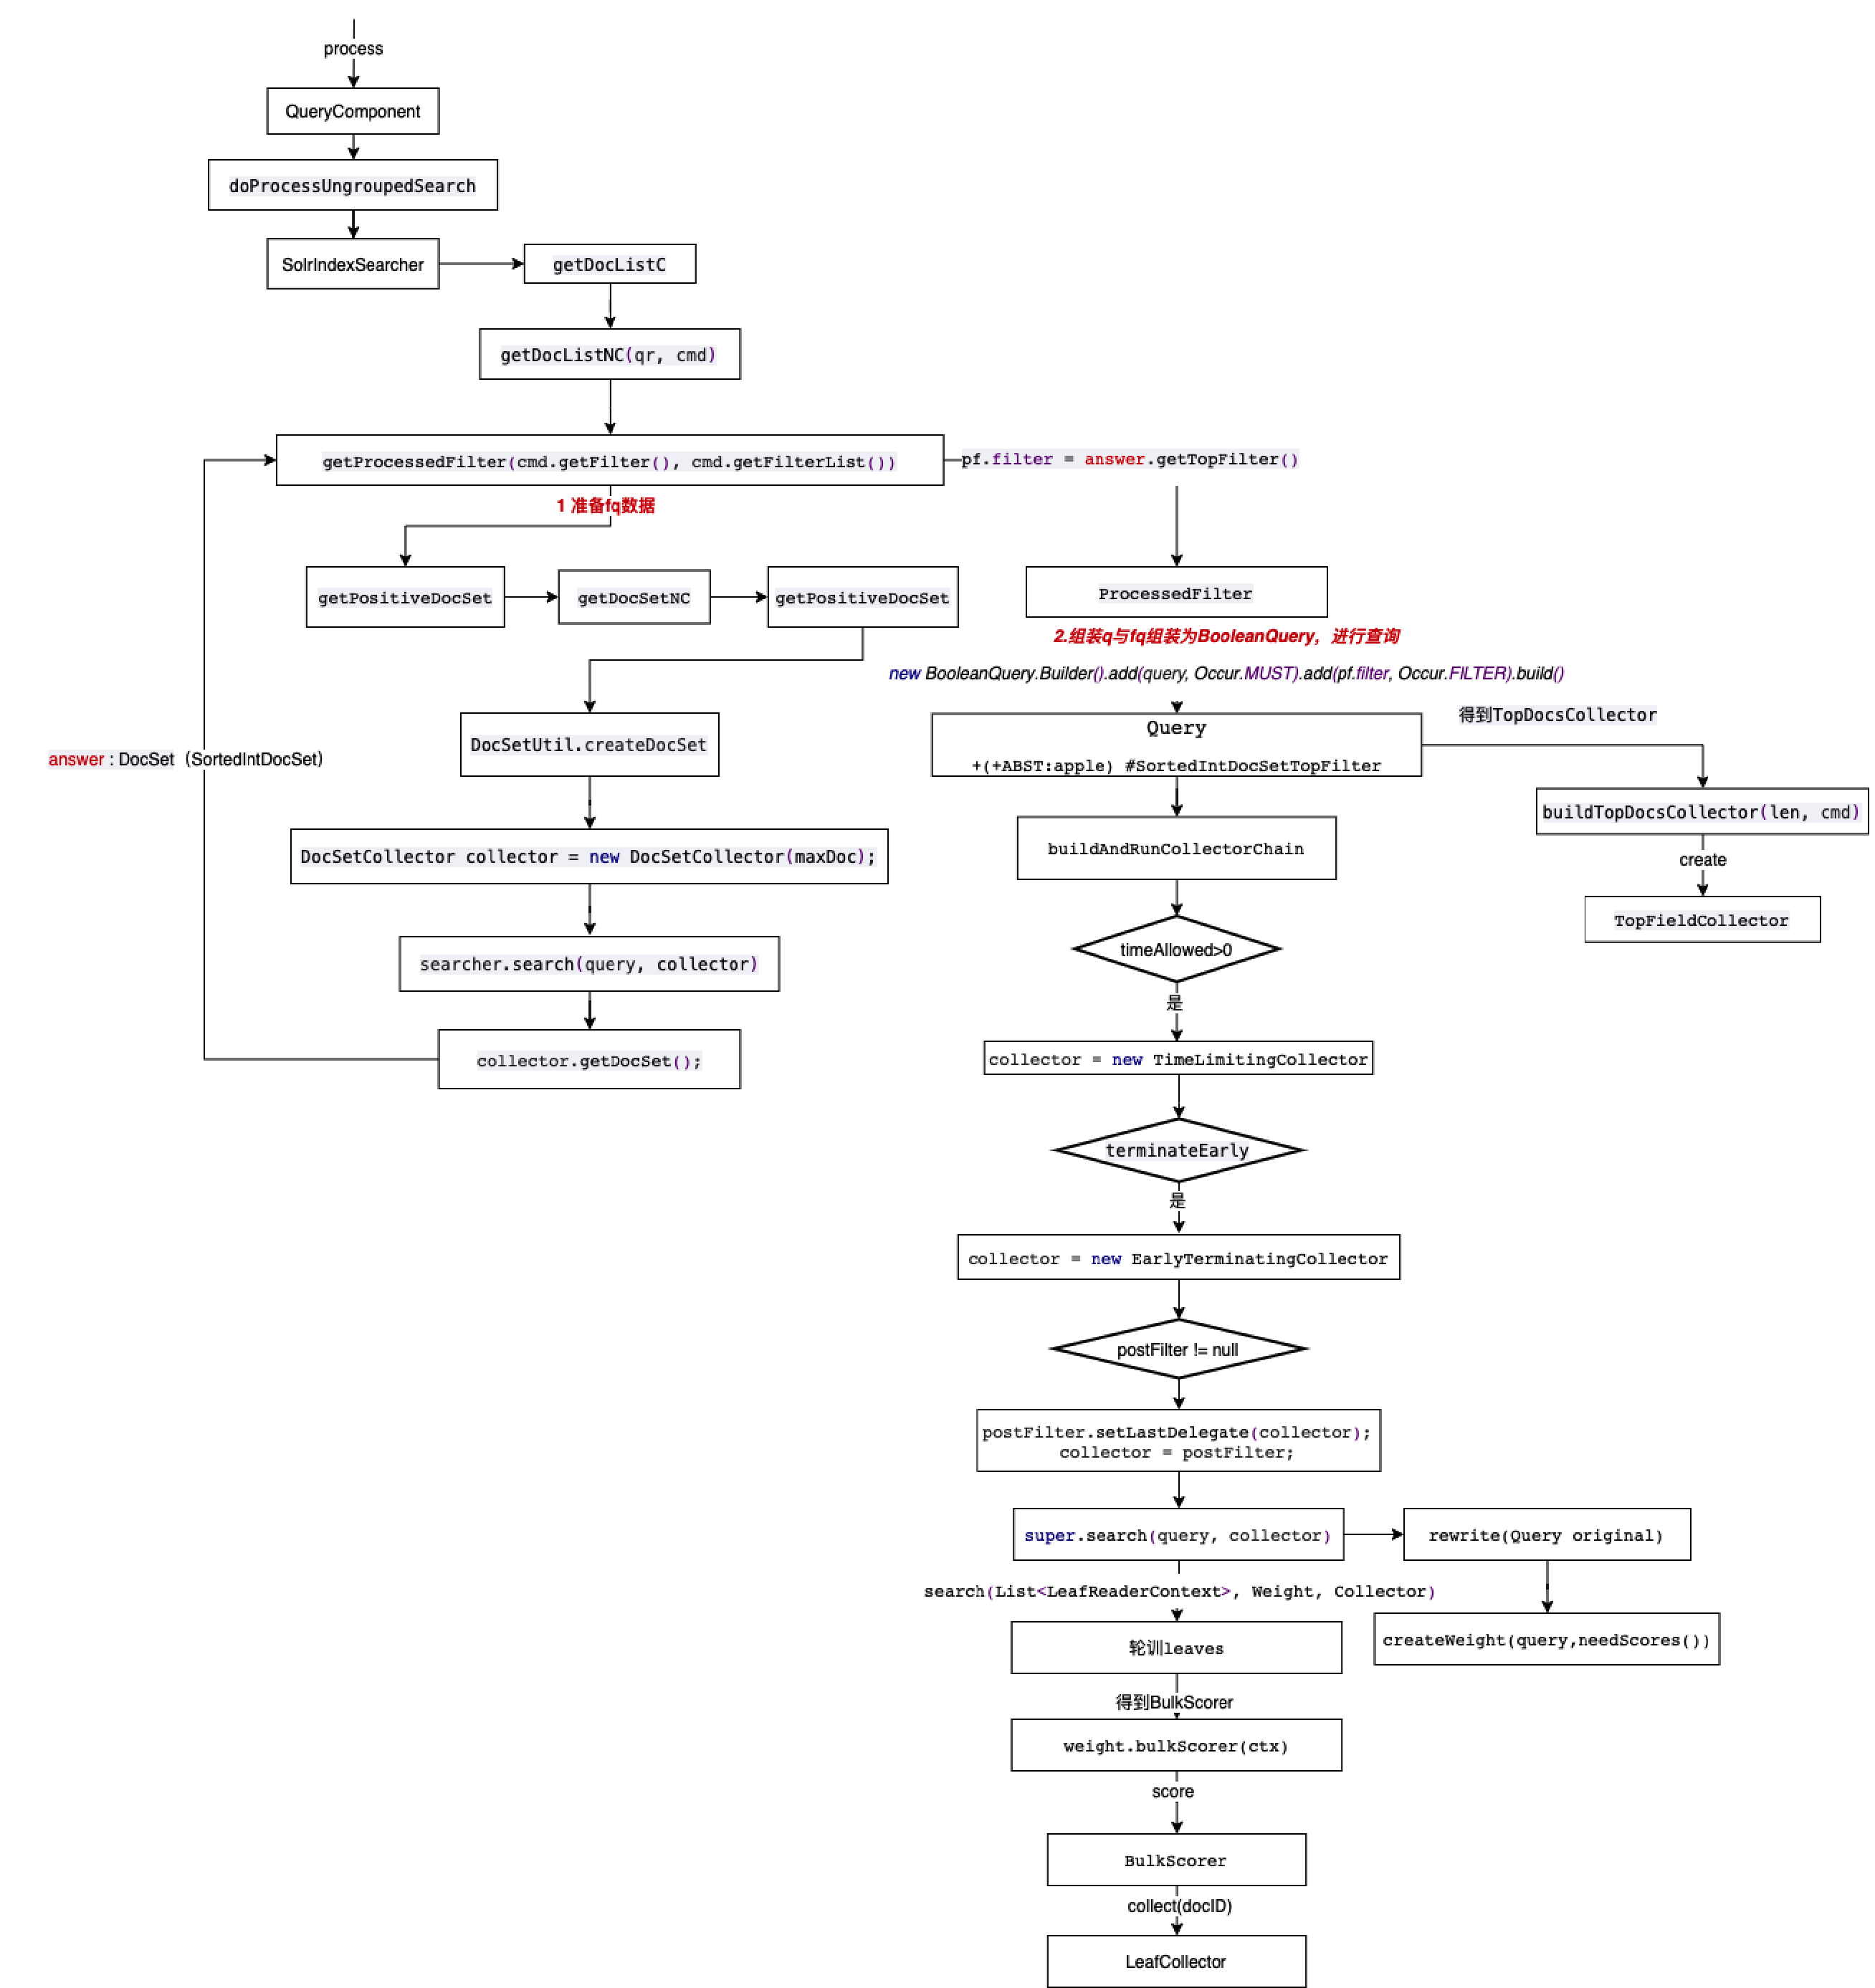 process
QueryComponent
doProcessUngroupedSearch
SolrIndexSearcher
getDocListC
getDocListNC(qr, cmd)
getProcessedFilter(cmd.getFilter(), cmd.getFilterList())
pf.filter = answer.getTopFilter()
1 准备fq数据
getPositiveDocSet
getDocSetNC
getPositiveDocSet
ProcessedFilter
2.组装q与fq组装为BooleanQuery，进行查询
new BooleanQuery.Builder().add(query, Occur.MUST).add(pf.filter, Occur.FILTER).build()
answer : DocSet（SortedIntDocSet）
DocSetUtil.createDocSet
DocSetCollector collector = new DocSetCollector(maxDoc);
searcher.search(query, collector)
collector.getDocSet();
Query
+(+ABST:apple) #SortedIntDocSetTopFilter
得到TopDocsCollector
buildTopDocsCollector(len, cmd)
create
TopFieldCollector
buildAndRunCollectorChain
timeAllowed>0
是
collector = new TimeLimitingCollector
terminateEarly
是
collector = new EarlyTerminatingCollector
postFilter != null
postFilter.setLastDelegate(collector);
collector = postFilter;
super.search(query, collector)
rewrite(Query original)
search(List<LeafReaderContext>, Weight, Collector)
createWeight(query,needScores())
轮训leaves
得到BulkScorer
weight.bulkScorer(ctx)
score
BulkScorer
collect(docID)
LeafCollector